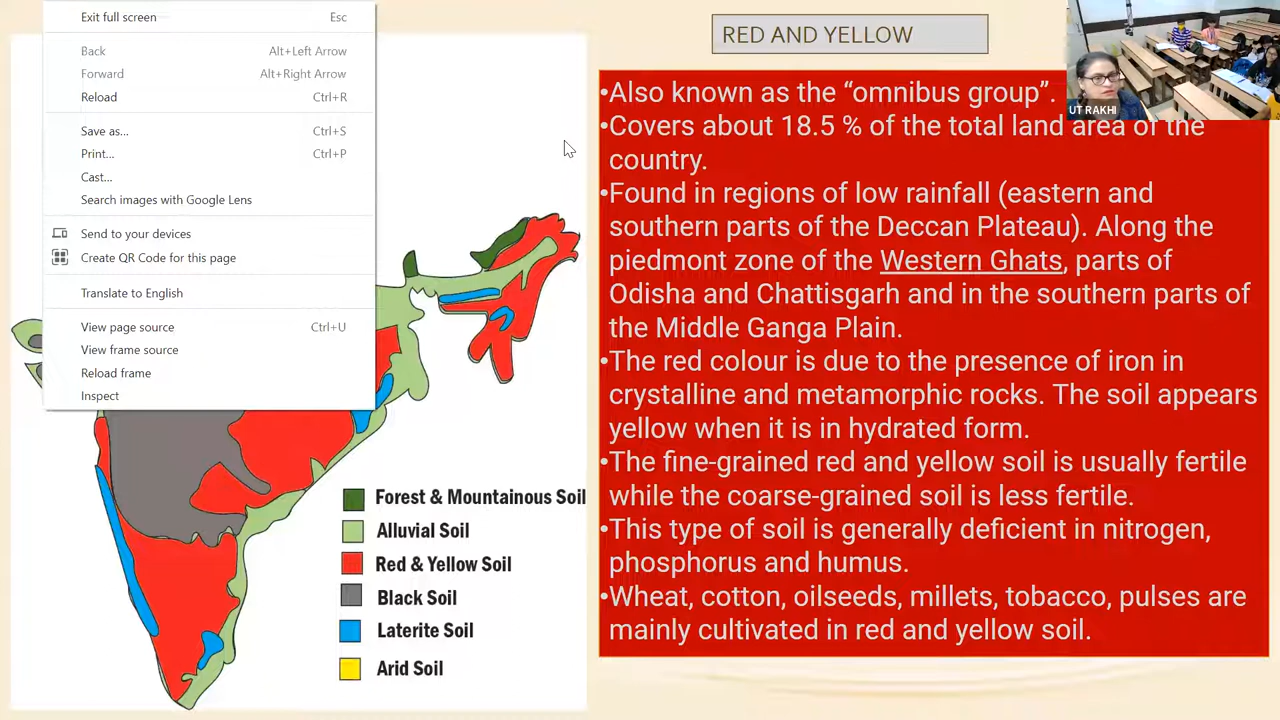 Exit full screen Esc
Back Alt+Left Arrow
Forward Alt+Right Arrow
Reload Ctrl+R
Save as... Ctrl+S
Print... Ctrl+P
Cast...
Search images with Google Lens
Send to your devices
Create QR Code for this page
Translate to English
View page source Ctrl+U
View frame source
Reload frame
Inspect
Forest & Mountainous Soil
Alluvial Soil
Red & Yellow Soil
Black Soil
Laterite Soil
Arid Soil
RED AND YELLOW
UT RAKHI
•Also known as the “omnibus group”.
•Covers about 18.5 % of the total land area of the
country.
•Found in regions of low rainfall (eastern and
southern parts of the Deccan Plateau). Along the
piedmont zone of the Western Ghats, parts of
Odisha and Chattisgarh and in the southern parts of
the Middle Ganga Plain.
•The red colour is due to the presence of iron in
crystalline and metamorphic rocks. The soil appears
yellow when it is in hydrated form.
•The fine-grained red and yellow soil is usually fertile
while the coarse-grained soil is less fertile.
•This type of soil is generally deficient in nitrogen,
phosphorus and humus.
•Wheat, cotton, oilseeds, millets, tobacco, pulses are
mainly cultivated in red and yellow soil.